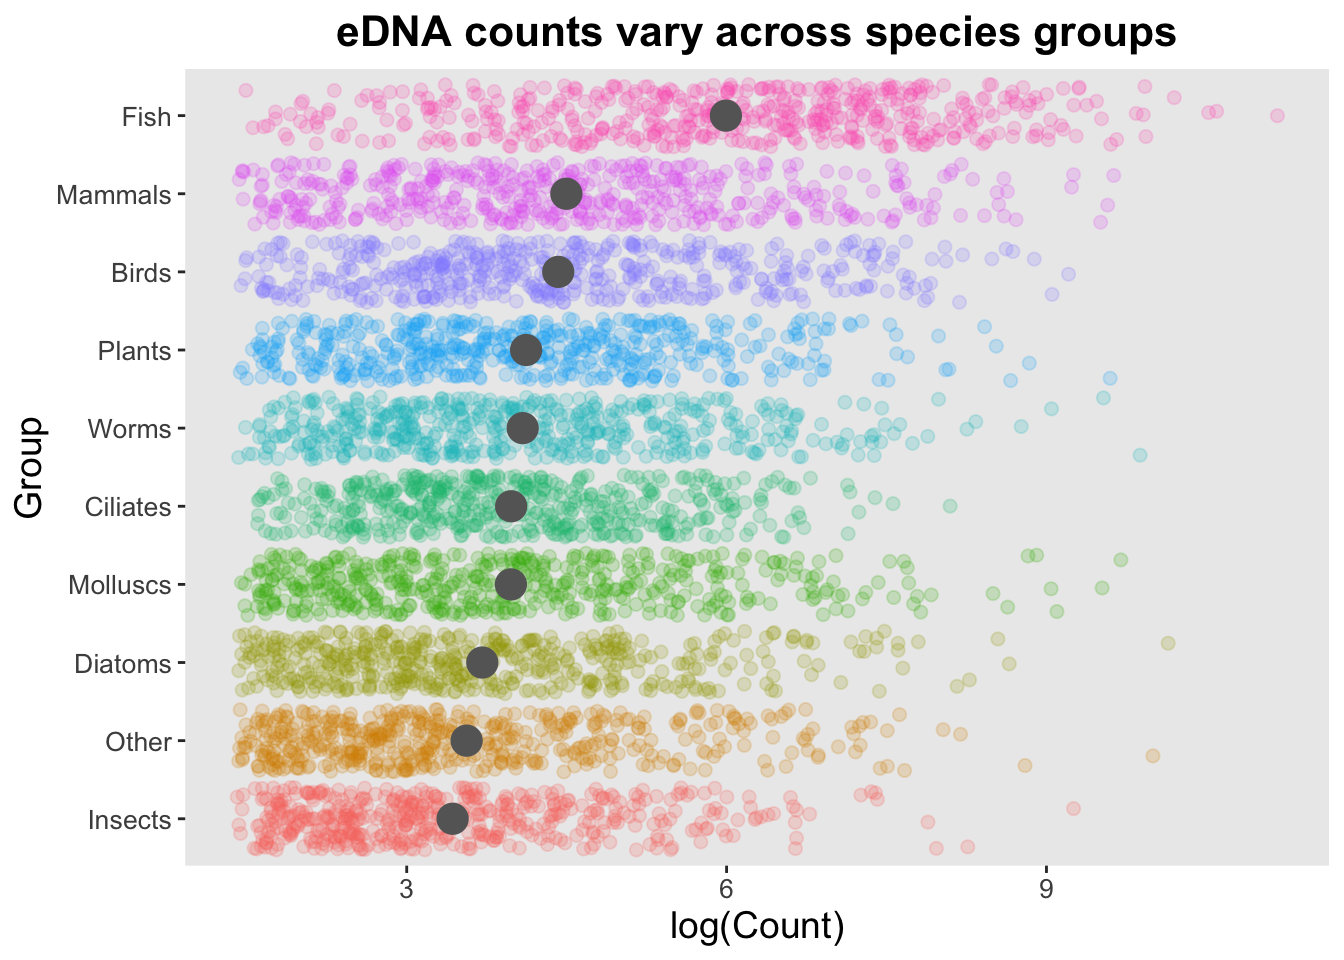 eDNA counts vary across species groups
Fish
Mammals
Birds
Plants
Worms
Ciliates
Molluscs
Diatoms
Other
Insects
Group
3 6 9
log(Count)